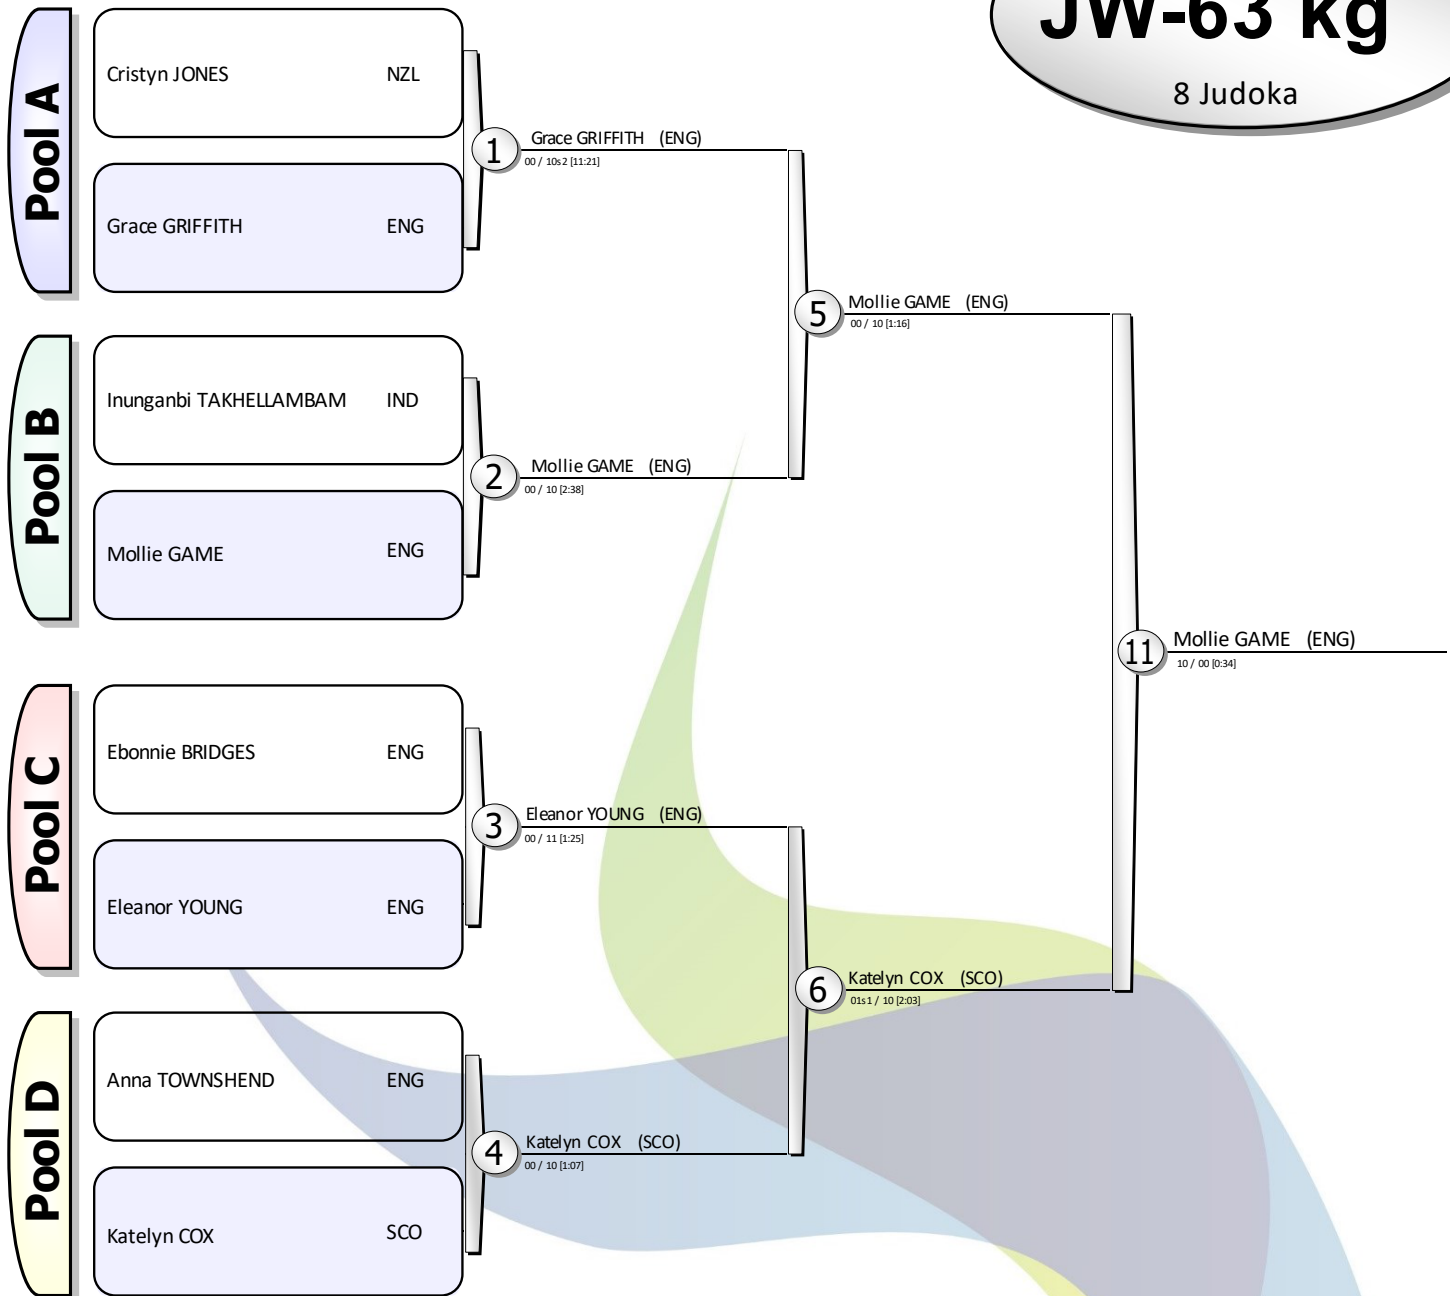 JW-63 kg
8 Judoka
Pool A
Cristyn JONES NZL
Grace GRIFFITH ENG
1
Grace GRIFFITH (ENG)
00 / 10s2 [11:21]
Pool B
Inunganbi TAKHELLAMBAM IND
Mollie GAME ENG
2
Mollie GAME (ENG)
00 / 10 [2:38]
5
Mollie GAME (ENG)
00 / 10 [1:16]
Pool C
Ebonnie BRIDGES ENG
Eleanor YOUNG ENG
3
Eleanor YOUNG (ENG)
00 / 11 [1:25]
Pool D
Anna TOWNSHEND ENG
Katelyn COX SCO
4
Katelyn COX (SCO)
00 / 10 [1:07]
6
Katelyn COX (SCO)
01s1 / 10 [2:03]
11
Mollie GAME (ENG)
10 / 00 [0:34]